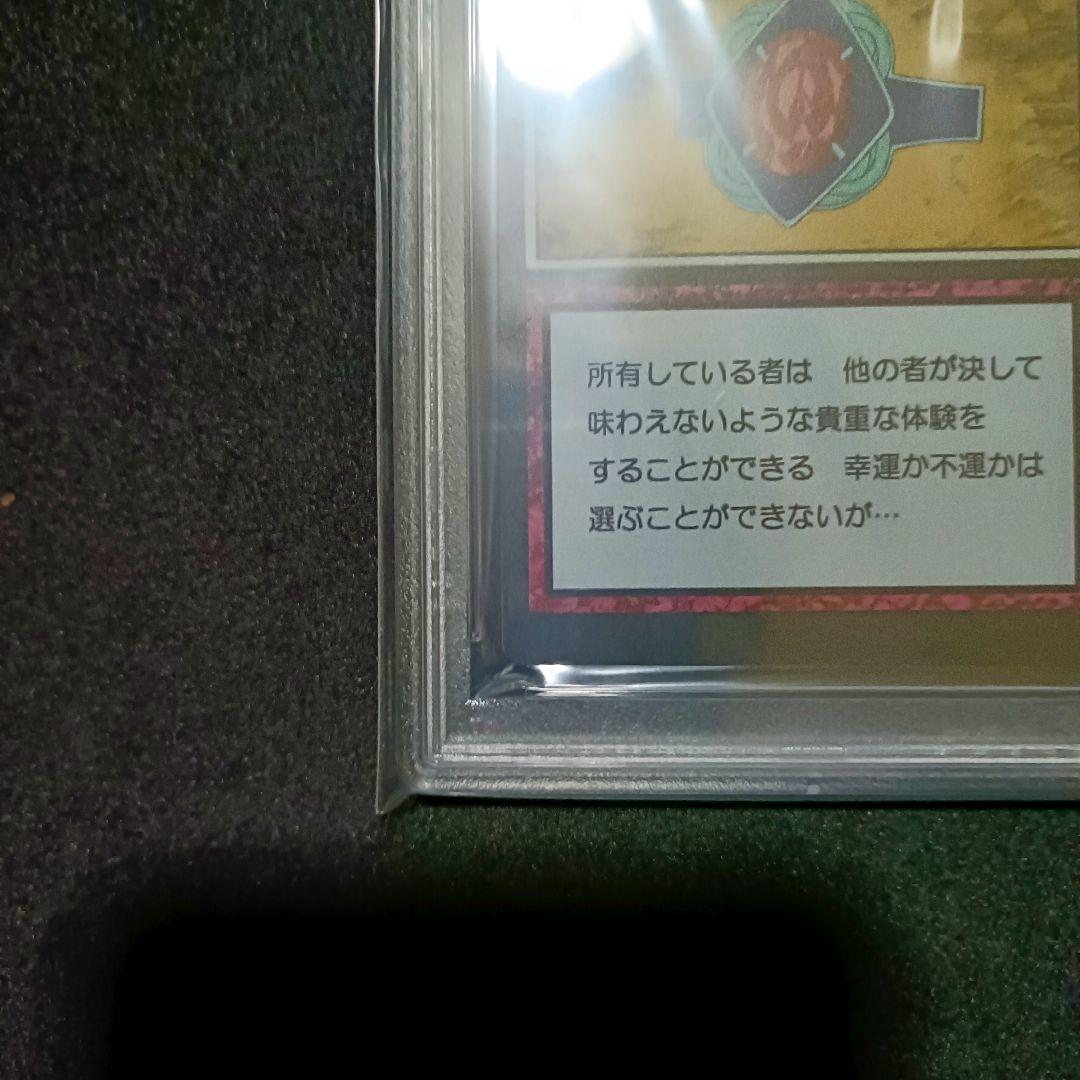 所有している者は　他の者が決して
味わえないような貴重な体験を
することができる　幸運か不運かは
選ぶことができないが…